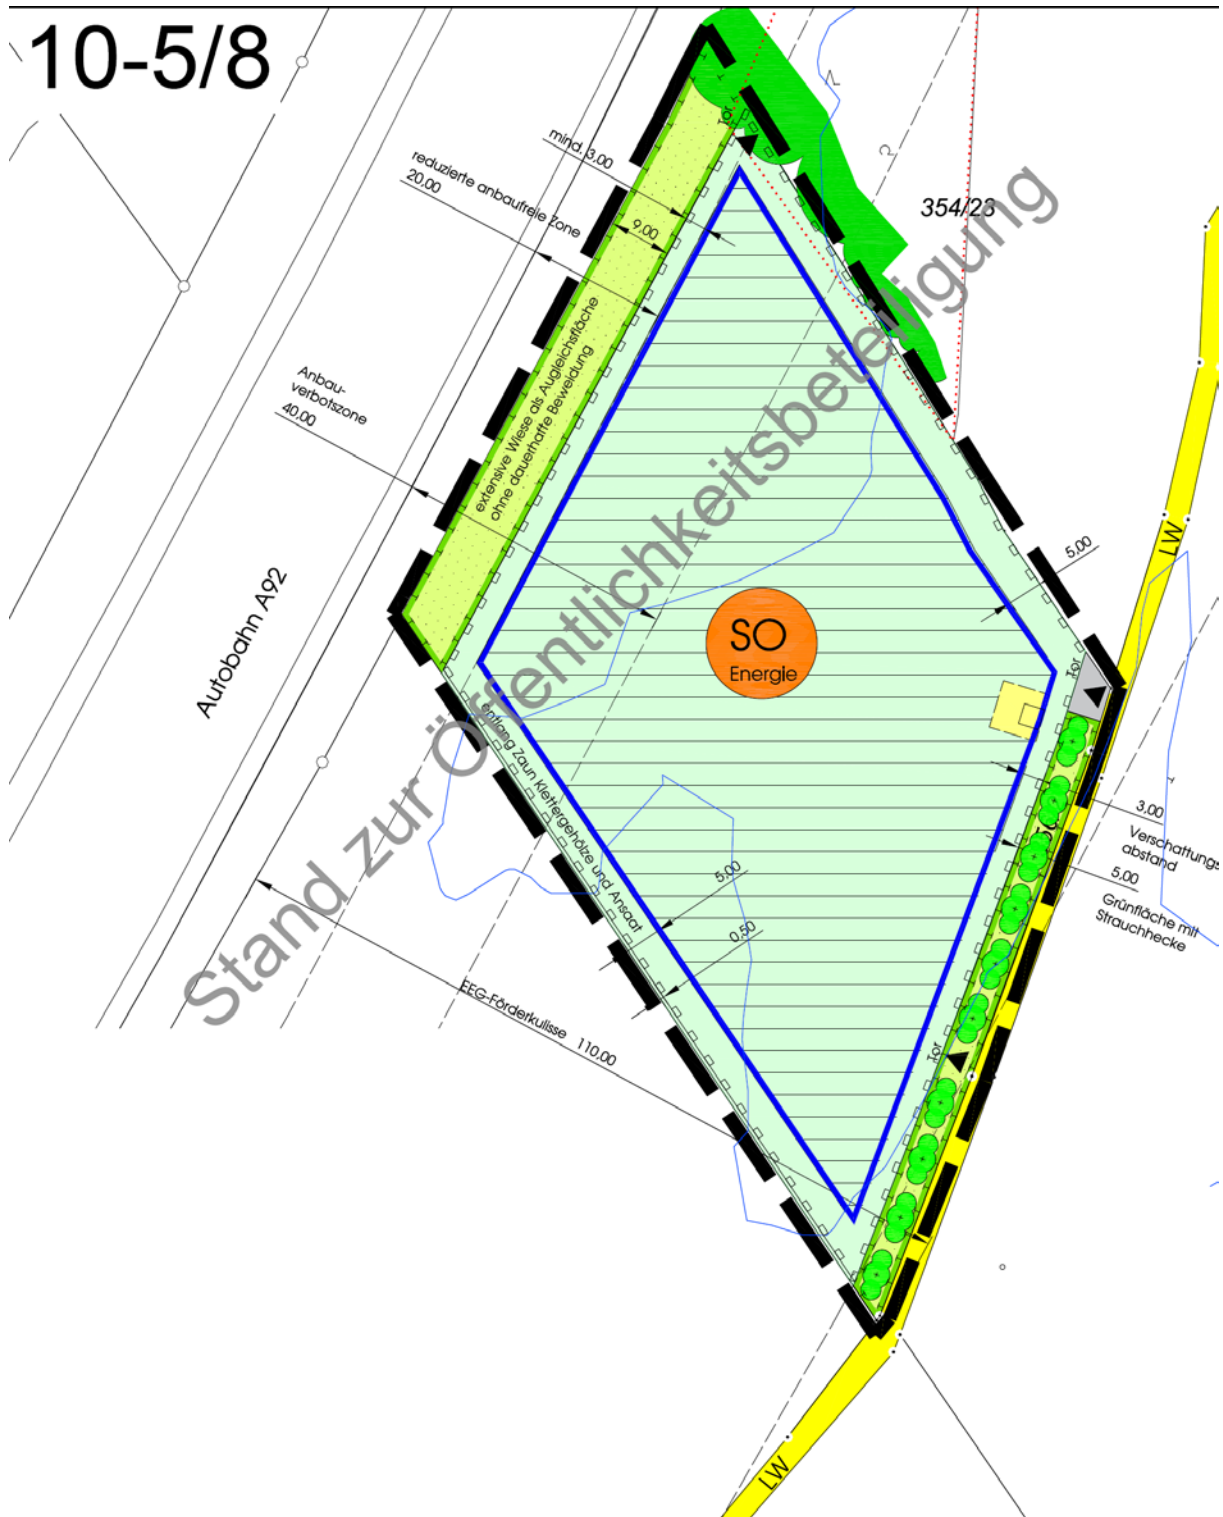 10-5/8
mind. 3,00
reduzierte anbaufreie Zone
20,00
9,00
354/23
Tor
Anbau-
verbotszone
40,00
extensive Wiese als Augleichsfläche
ohne dauerhafte Beweidung
Autobahn A92
Stand zur Öffentlichkeitsbeteiligung
LW
5,00
SO
Energie
Tor
entlang Zaun Klettergehölze und Ansaat
3,00
Verschattungs
abstand
5,00
Grünfläche mit
Strauchhecke
5,00
0,50
EEG-Förderkulisse 110,00
Tor
LW